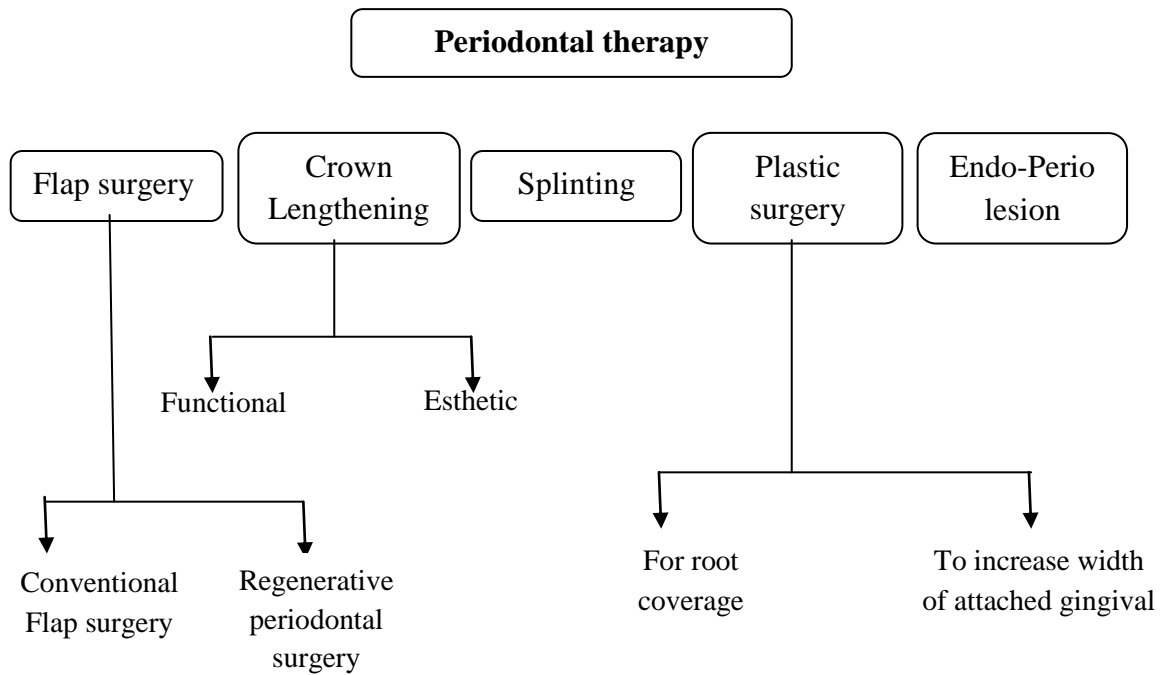 Periodontal therapy
Flap surgery
Crown
Lengthening
Splinting
Plastic
surgery
Endo-Perio
lesion
Functional
Esthetic
Conventional
Flap surgery
Regenerative
periodontal
surgery
For root
coverage
To increase width
of attached gingival